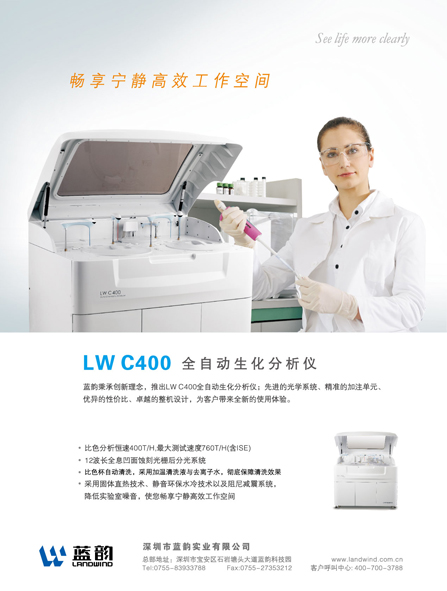 See life more clearly
畅享宁静高效工作空间
LW C400
LW C400 全自动生化分析仪
蓝韵秉承创新理念，推出LW C400全自动生化分析仪；先进的光学系统、精准的加注单元、
优异的性价比、卓越的整机设计，为客户带来全新的使用体验。
• 比色分析恒速400T/H,最大测试速度760T/H(含ISE)
• 12波长全息凹面蚀刻光栅后分光系统
• 比色杯自动清洗，采用加温清洗液与去离子水，彻底保障清洗效果
• 采用固体直热技术、静音环保水冷技术以及阻尼减震系统，
降低实验室噪音，使您畅享宁静高效工作空间
蓝韵
LANDWIND
深圳市蓝韵实业有限公司
总部地址：深圳市宝安区石岩塘头大道蓝韵科技园
Tel:0755-83933788 Fax:0755-27353212
www.landwind.com.cn
客户呼叫中心: 400-700-3788